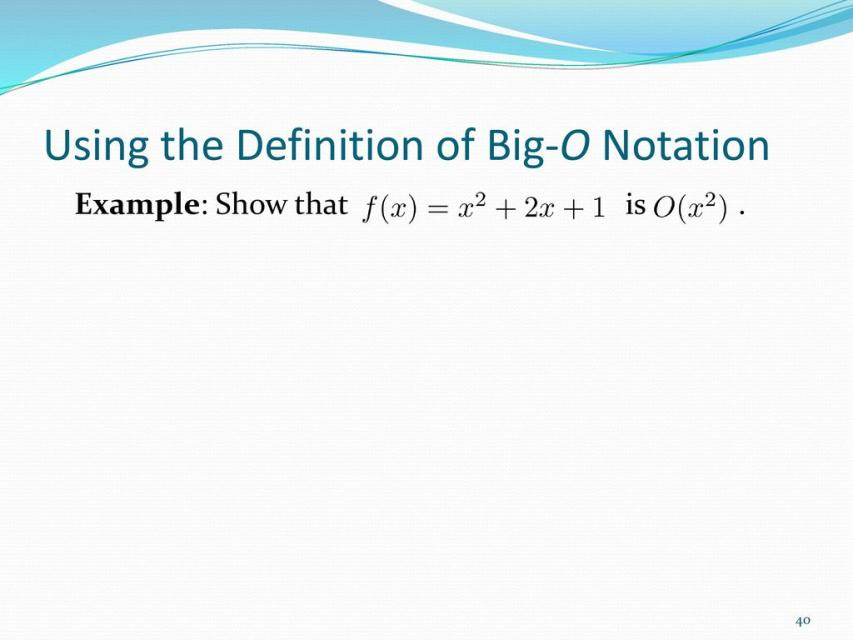 Using the Definition of Big-O Notation
Example: Show that f(x) = x² + 2x + 1 is O(x²) .
40